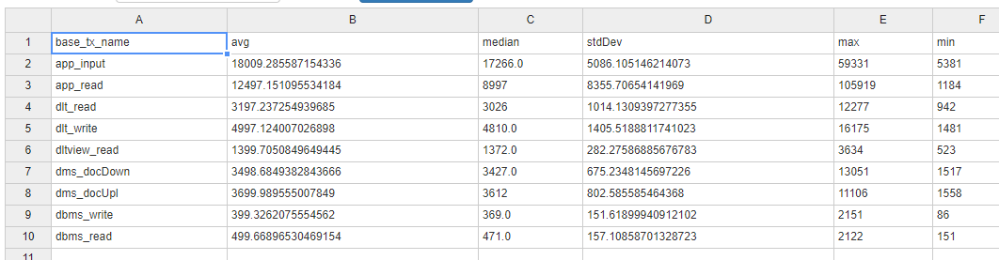 A B C D E F
1 base_tx_name avg median stdDev max min
2 app_input 18009.285587154336 17266.0 5086.105146214073 59331 5381
3 app_read 12497.151095534184 8997 8355.70654141969 105919 1184
4 dlt_read 3197.237254939685 3026 1014.1309397277355 12277 942
5 dlt_write 4997.124007026898 4810.0 1405.5188811741023 16175 1481
6 dltview_read 1399.7050849649445 1372.0 282.27586885676783 3634 523
7 dms_docDown 3498.6849382843666 3427.0 675.2348145697226 13051 1517
8 dms_docUpl 3699.989555007849 3612 802.585585464368 11106 1558
9 dbms_write 399.3262075554562 369.0 151.61899940912102 2151 86
10 dbms_read 499.66896530469154 471.0 157.10858701328723 2122 151
11